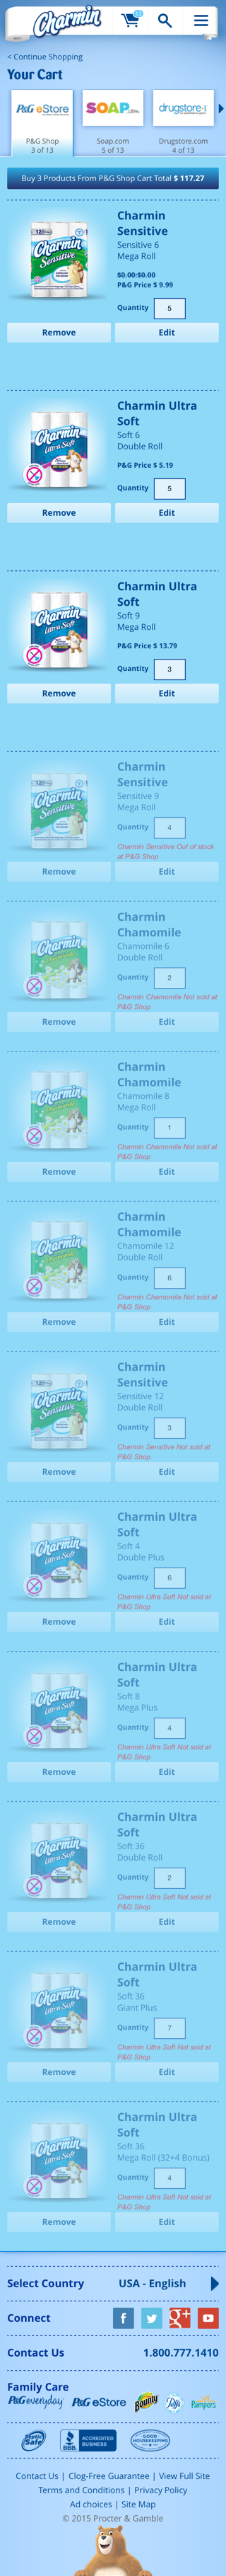 Charmin
13
< Continue Shopping
Your Cart
P&G eStore
SOAP.com
drugstore
P&G Shop
3 of 13
Soap.com
5 of 13
Drugstore.com
4 of 13
Buy 3 Products From P&G Shop Cart Total $ 117.27
Charmin
Sensitive
Sensitive 6
Mega Roll
$0.00:$0.00
P&G Price $ 9.99
Quantity 5
Remove Edit
Charmin Ultra
Soft
Soft 6
Double Roll
P&G Price $ 5.19
Quantity 5
Remove Edit
Charmin Ultra
Soft
Soft 9
Mega Roll
P&G Price $ 13.79
Quantity 3
Remove Edit
Charmin
Sensitive
Sensitive 9
Mega Roll
Quantity 4
Charmin Sensitive Out of stock
at P&G Shop
Remove Edit
Charmin
Chamomile
Chamomile 6
Double Roll
Quantity 2
Charmin Chamomile Not sold at
P&G Shop
Remove Edit
Charmin
Chamomile
Chamomile 8
Mega Roll
Quantity 1
Charmin Chamomile Not sold at
P&G Shop
Remove Edit
Charmin
Chamomile
Chamomile 12
Double Roll
Quantity 6
Charmin Chamomile Not sold at
P&G Shop
Remove Edit
Charmin
Sensitive
Sensitive 12
Double Roll
Quantity 3
Charmin Sensitive Not sold at
P&G Shop
Remove Edit
Charmin Ultra
Soft
Soft 4
Double Plus
Quantity 6
Charmin Ultra Soft Not sold at
P&G Shop
Remove Edit
Charmin Ultra
Soft
Soft 8
Mega Plus
Quantity 4
Charmin Ultra Soft Not sold at
P&G Shop
Remove Edit
Charmin Ultra
Soft
Soft 36
Double Roll
Quantity 2
Charmin Ultra Soft Not sold at
P&G Shop
Remove Edit
Charmin Ultra
Soft
Soft 36
Giant Plus
Quantity 7
Charmin Ultra Soft Not sold at
P&G Shop
Remove Edit
Charmin Ultra
Soft
Soft 36
Mega Roll (32+4 Bonus)
Quantity 4
Charmin Ultra Soft Not sold at
P&G Shop
Remove Edit
Select Country USA - English
Connect
Contact Us 1.800.777.1410
Family Care
P&G everyday P&G eStore Bounty Puffs Pampers
Septic Safe BBB ACCREDITED BUSINESS GOOD HOUSEKEEPING
Contact Us | Clog-Free Guarantee | View Full Site
Terms and Conditions | Privacy Policy
Ad choices | Site Map
© 2015 Procter & Gamble